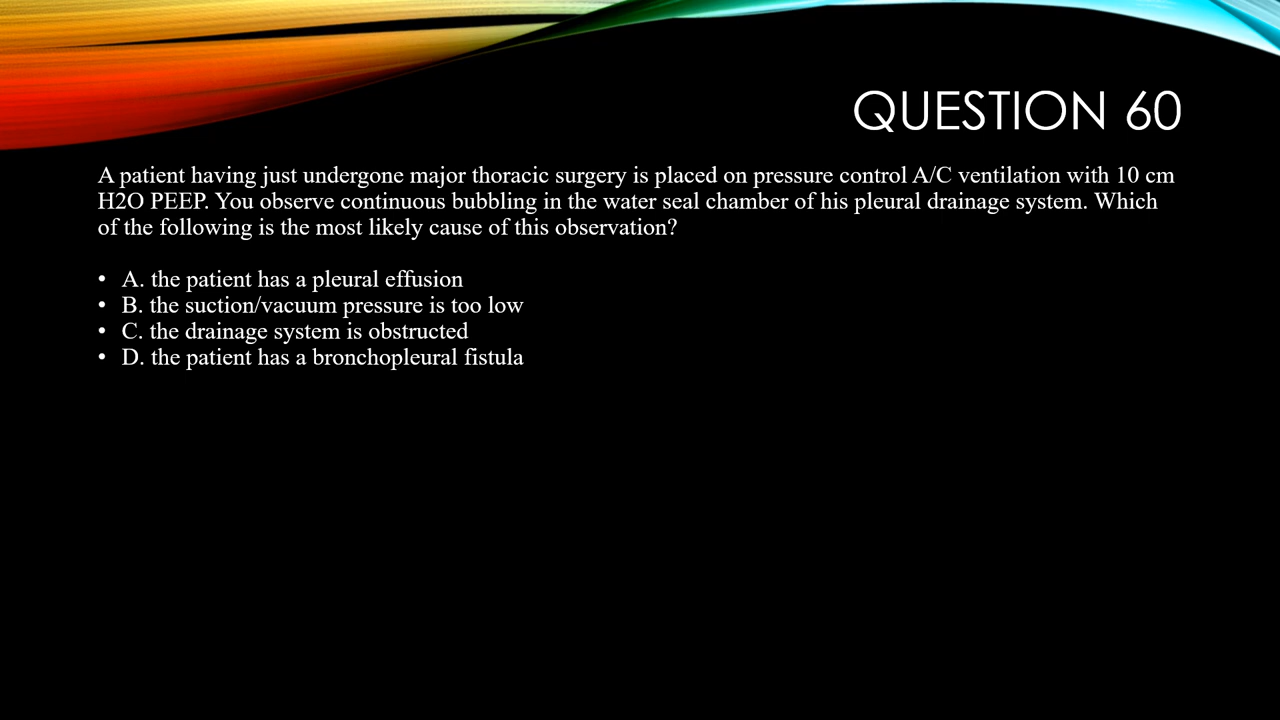 QUESTION 60
A patient having just undergone major thoracic surgery is placed on pressure control A/C ventilation with 10 cm
H2O PEEP. You observe continuous bubbling in the water seal chamber of his pleural drainage system. Which
of the following is the most likely cause of this observation?
• A. the patient has a pleural effusion
• B. the suction/vacuum pressure is too low
• C. the drainage system is obstructed
• D. the patient has a bronchopleural fistula